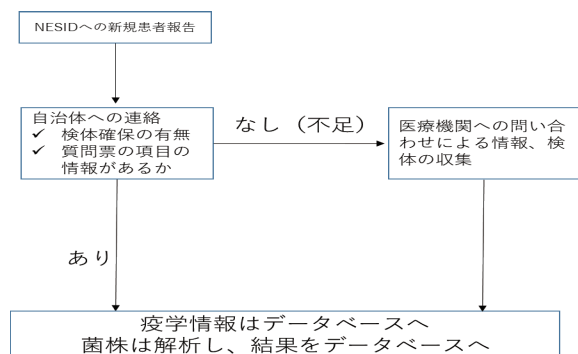 NESIDへの新規患者報告
自治体への連絡
✓ 検体確保の有無
✓ 質問票の項目の
情報があるか
なし（不足）
医療機関への問い合
わせによる情報、検
体の収集
あり
疫学情報はデータベースへ
菌株は解析し、結果をデータベースへ